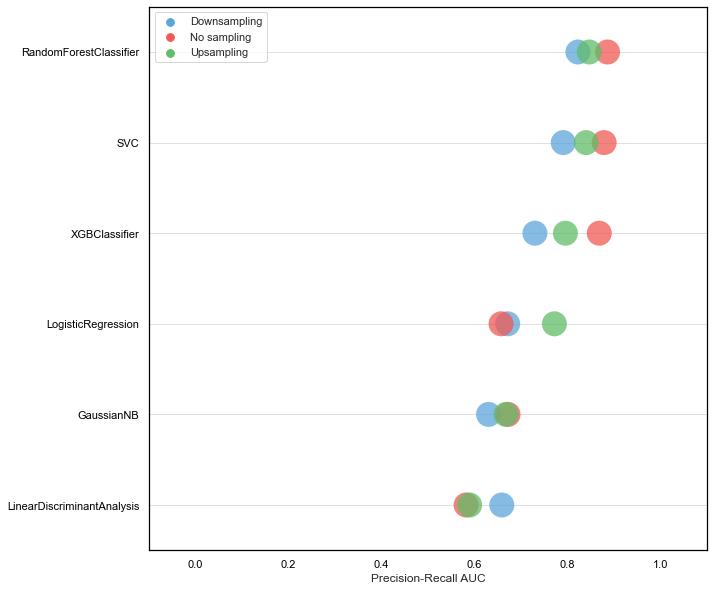 Downsampling
No sampling
Upsampling
RandomForestClassifier
SVC
XGBClassifier
LogisticRegression
GaussianNB
LinearDiscriminantAnalysis
0.0 0.2 0.4 0.6 0.8 1.0
Precision-Recall AUC